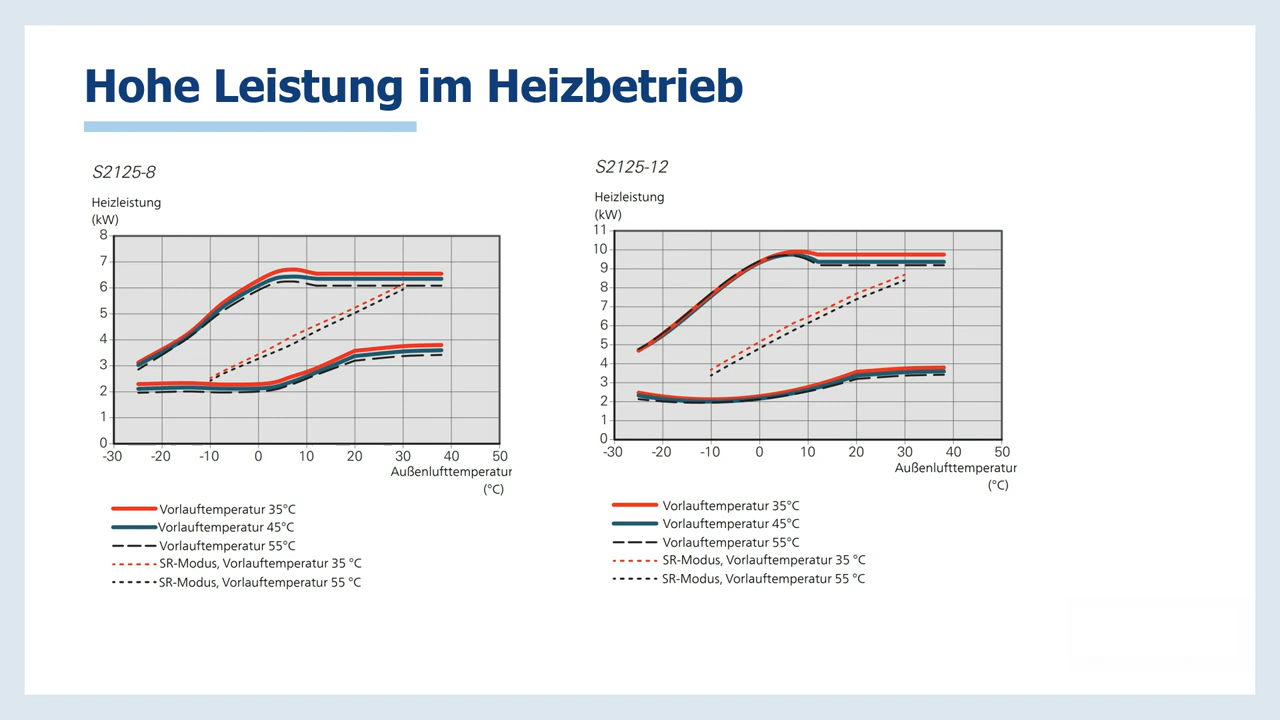 Hohe Leistung im Heizbetrieb
S2125-8
Heizleistung
(kW)
8
7
6
5
4
3
2
1
0
-30 -20 -10 0 10 20 30 40 50
Außenlufttemperatur
(°C)
Vorlauftemperatur 35°C
Vorlauftemperatur 45°C
Vorlauftemperatur 55°C
SR-Modus, Vorlauftemperatur 35 °C
SR-Modus, Vorlauftemperatur 55 °C
S2125-12
Heizleistung
(kW)
11
10
9
8
7
6
5
4
3
2
1
0
-30 -20 -10 0 10 20 30 40 50
Außenlufttemperatur
(°C)
Vorlauftemperatur 35°C
Vorlauftemperatur 45°C
Vorlauftemperatur 55°C
SR-Modus, Vorlauftemperatur 35 °C
SR-Modus, Vorlauftemperatur 55 °C